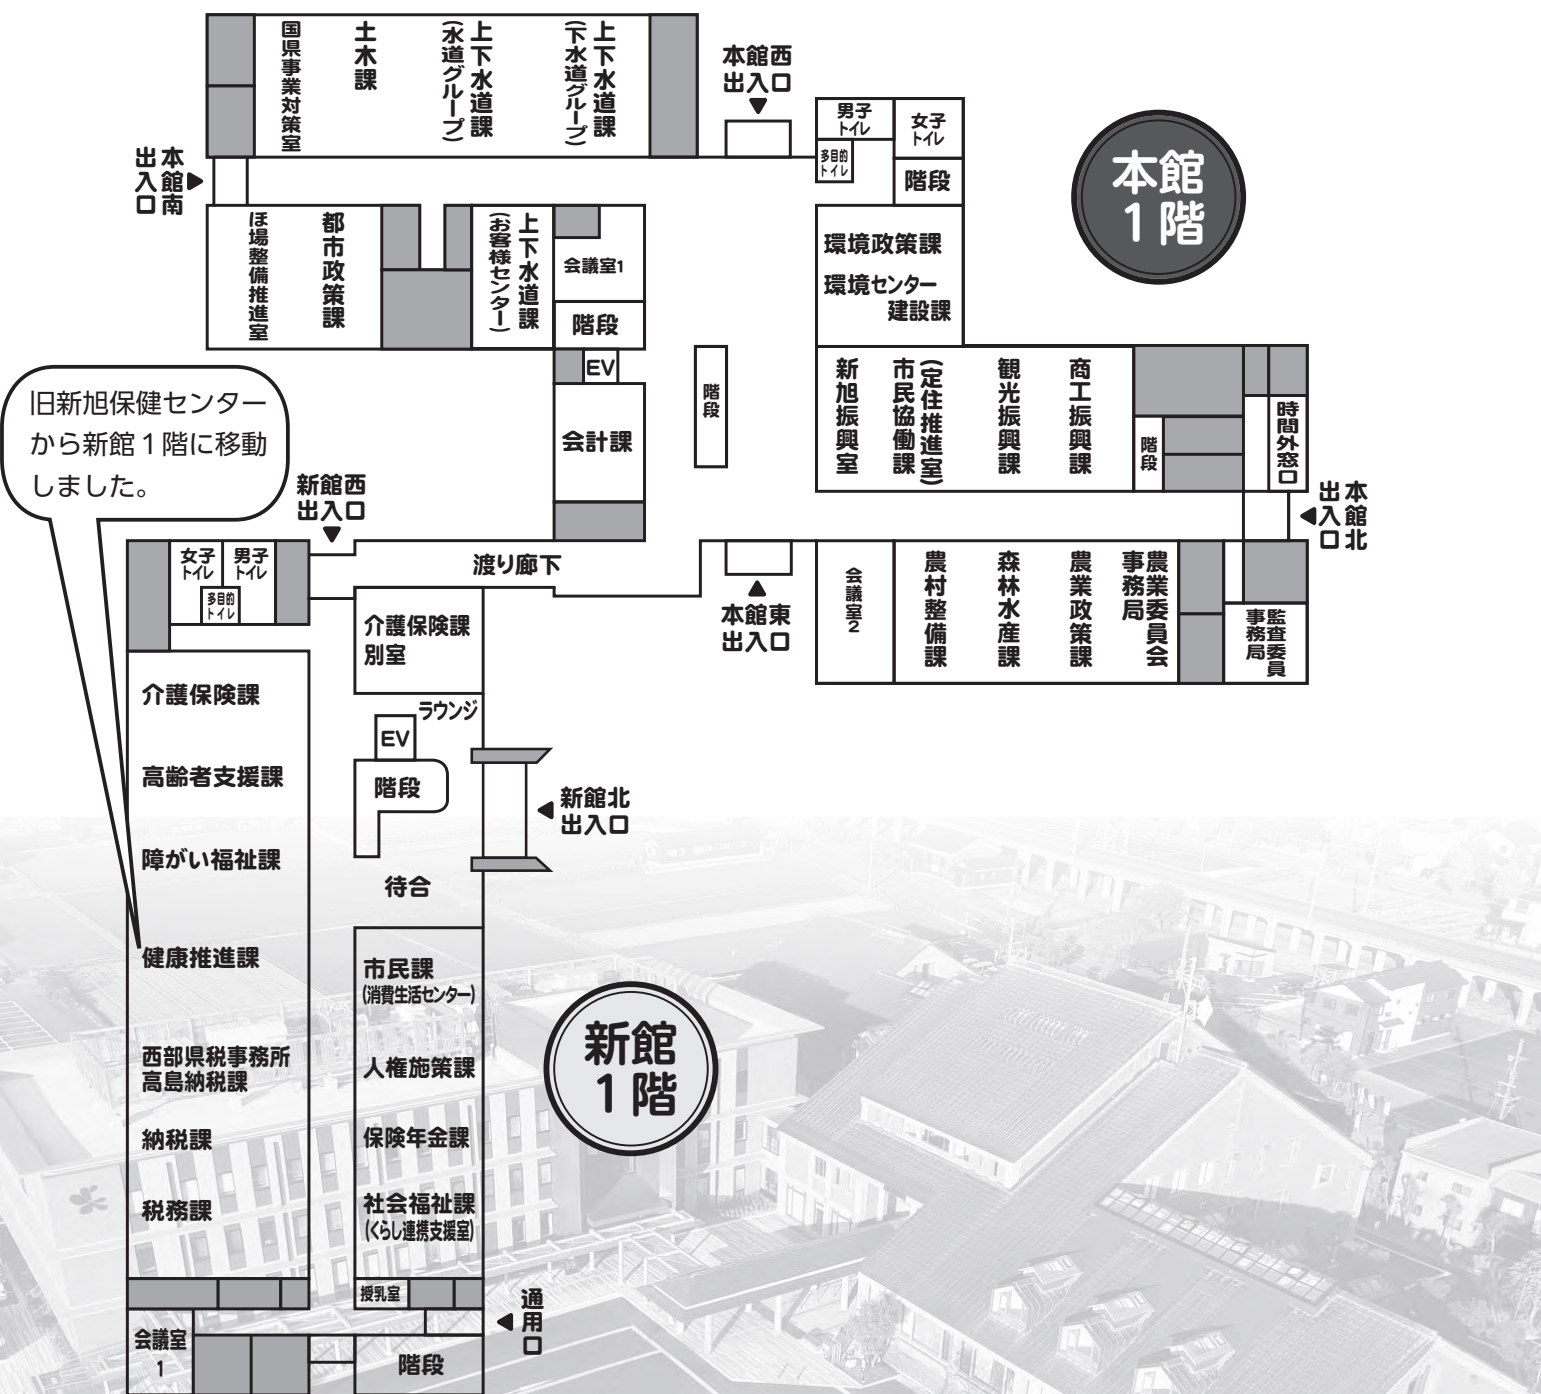 国県事業対策室
土木課
上下水道課
(水道グループ)
上下水道課
(下水道グループ)
本館西
出入口
男子
トイレ
女子
トイレ
多目的
トイレ
階段
本館
1階
本館南
出入口
ほ場整備推進室
都市政策課
上下水道課
(お客様センター)
会議室1
階段
EV
会計課
階段
環境政策課
環境センター
建設課
新旭振興室
市民協働課
(定住推進室)
観光振興課
商工振興課
階段
時間外窓口
本館北
出入口
旧新旭保健センター
から新館1階に移動
しました。
新館西
出入口
女子
トイレ
男子
トイレ
多目的
トイレ
渡り廊下
本館東
出入口
会議室2
農村整備課
森林水産課
農業政策課
農業委員会
事務局
監査委員
事務局
介護保険課
別室
ラウンジ
EV
階段
新館北
出入口
待合
介護保険課
高齢者支援課
障がい福祉課
健康推進課
西部県税事務所
高島納税課
納税課
税務課
市民課
(消費生活センター)
人権施策課
保険年金課
社会福祉課
(くらし連携支援室)
新館
1階
授乳室
通用口
会議室
1
階段